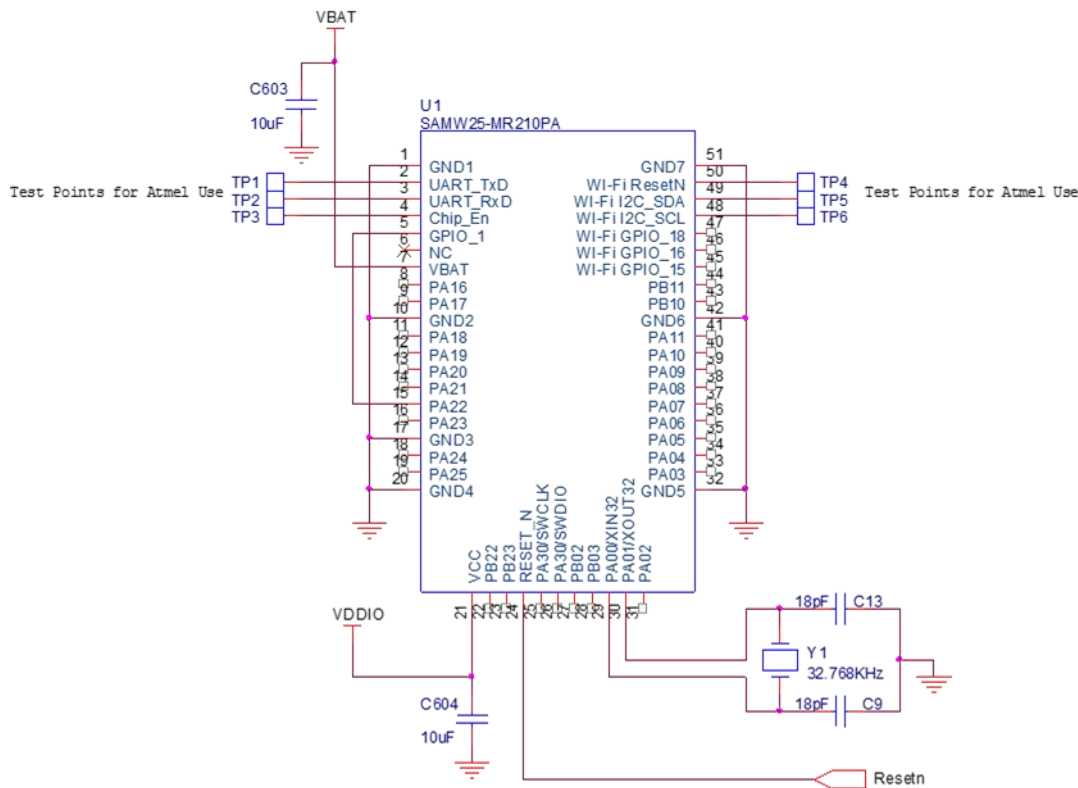 VBAT
C603
10uF
U1
SAMW25-MR210PA
Test Points for Atmel Use
TP1
TP2
TP3
1 GND1
2 UART_TxD
3 UART_RxD
4 Chip_En
5 GPIO_1
6 NC
7 VBAT
8 PA16
9 PA17
10 GND2
11 PA18
12 PA19
13 PA20
14 PA21
15 PA22
16 PA23
17 GND3
18 PA24
19 PA25
20 GND4
GND7 51
WI-Fi ResetN 50
WI-Fi I2C_SDA 49
WI-Fi I2C_SCL 48
WI-Fi GPIO_18 47
WI-Fi GPIO_16 46
WI-Fi GPIO_15 45
PB11 44
PB10 43
GND6 42
PA11 41
PA10 40
PA09 39
PA08 38
PA07 37
PA06 36
PA05 35
PA04 34
PA03 33
GND5 32
TP4
TP5
TP6
Test Points for Atmel Use
VCC 21
PB22 22
PB23 23
RESET_N 24
PA30/SWCLK 25
PA30/SWDIO 26
PB02 27
PB03 28
PA00/XIN32 29
PA01/XOUT32 30
PA02 31
VDDIO
C604
10uF
18pF C13
Y1
32.768KHz
18pF C9
Resetn